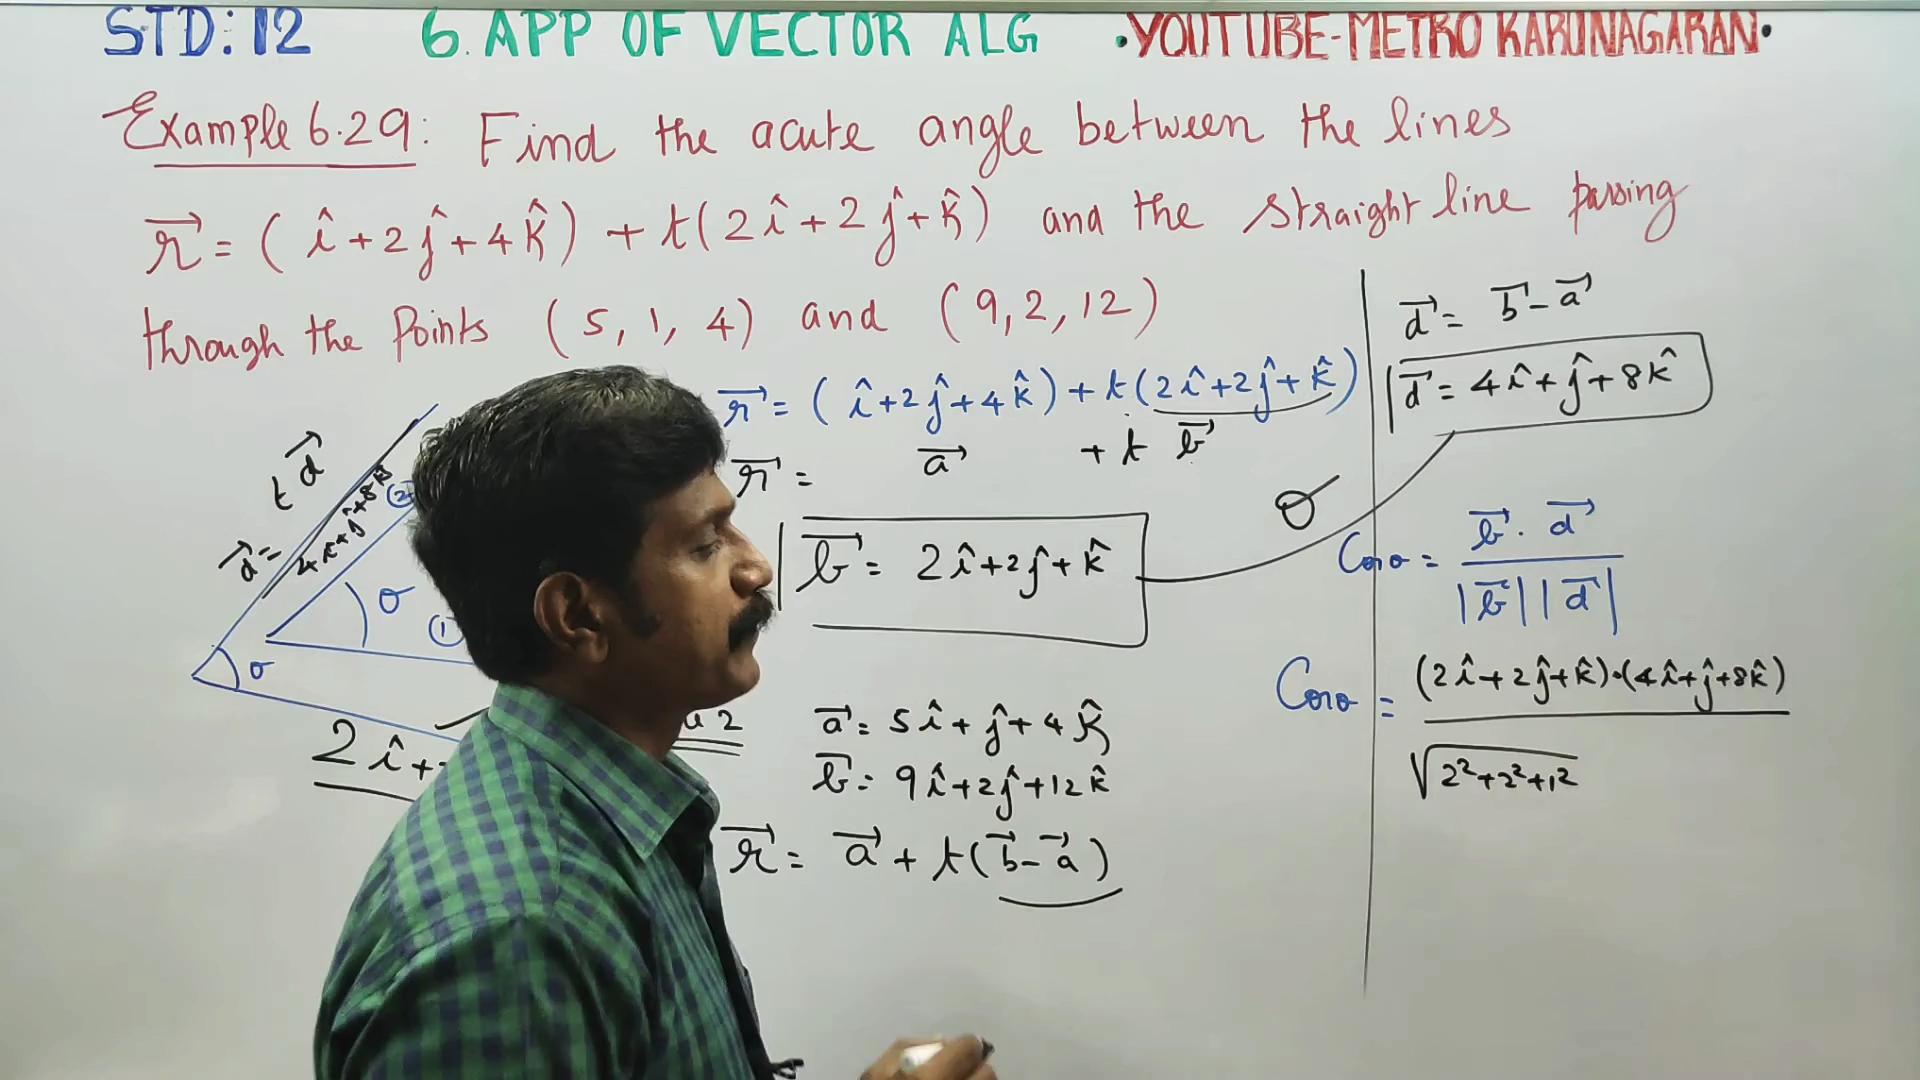 STD: 12 6. APP OF VECTOR ALG •YOUTUBE-METRO KARUNAGARAN•
Example 6.29: Find the acute angle between the lines
r⃗ = (î+2ĵ+4k̂) + t(2î+2ĵ+k̂) and the straight line passing
through the Points (5, 1, 4) and (9, 2, 12)
r⃗ = (î+2ĵ+4k̂) + t(2î+2ĵ+k̂)
r⃗ = a⃗ + t b⃗
b⃗ = 2î+2ĵ+k̂
a⃗ = 5î+ĵ+4k̂
b⃗ = 9î+2ĵ+12k̂
r⃗ = a⃗ + t(b⃗-a⃗)
t d⃗
d⃗ =
4î+ĵ+8k̂
②
θ
①
θ
2î+
d⃗ = b⃗-a⃗
d⃗ = 4î+ĵ+8k̂
θ
Cosθ = b⃗ . d⃗ / |b⃗| |d⃗|
Cosθ = (2î+2ĵ+k̂)•(4î+ĵ+8k̂)
√2²+2²+1²